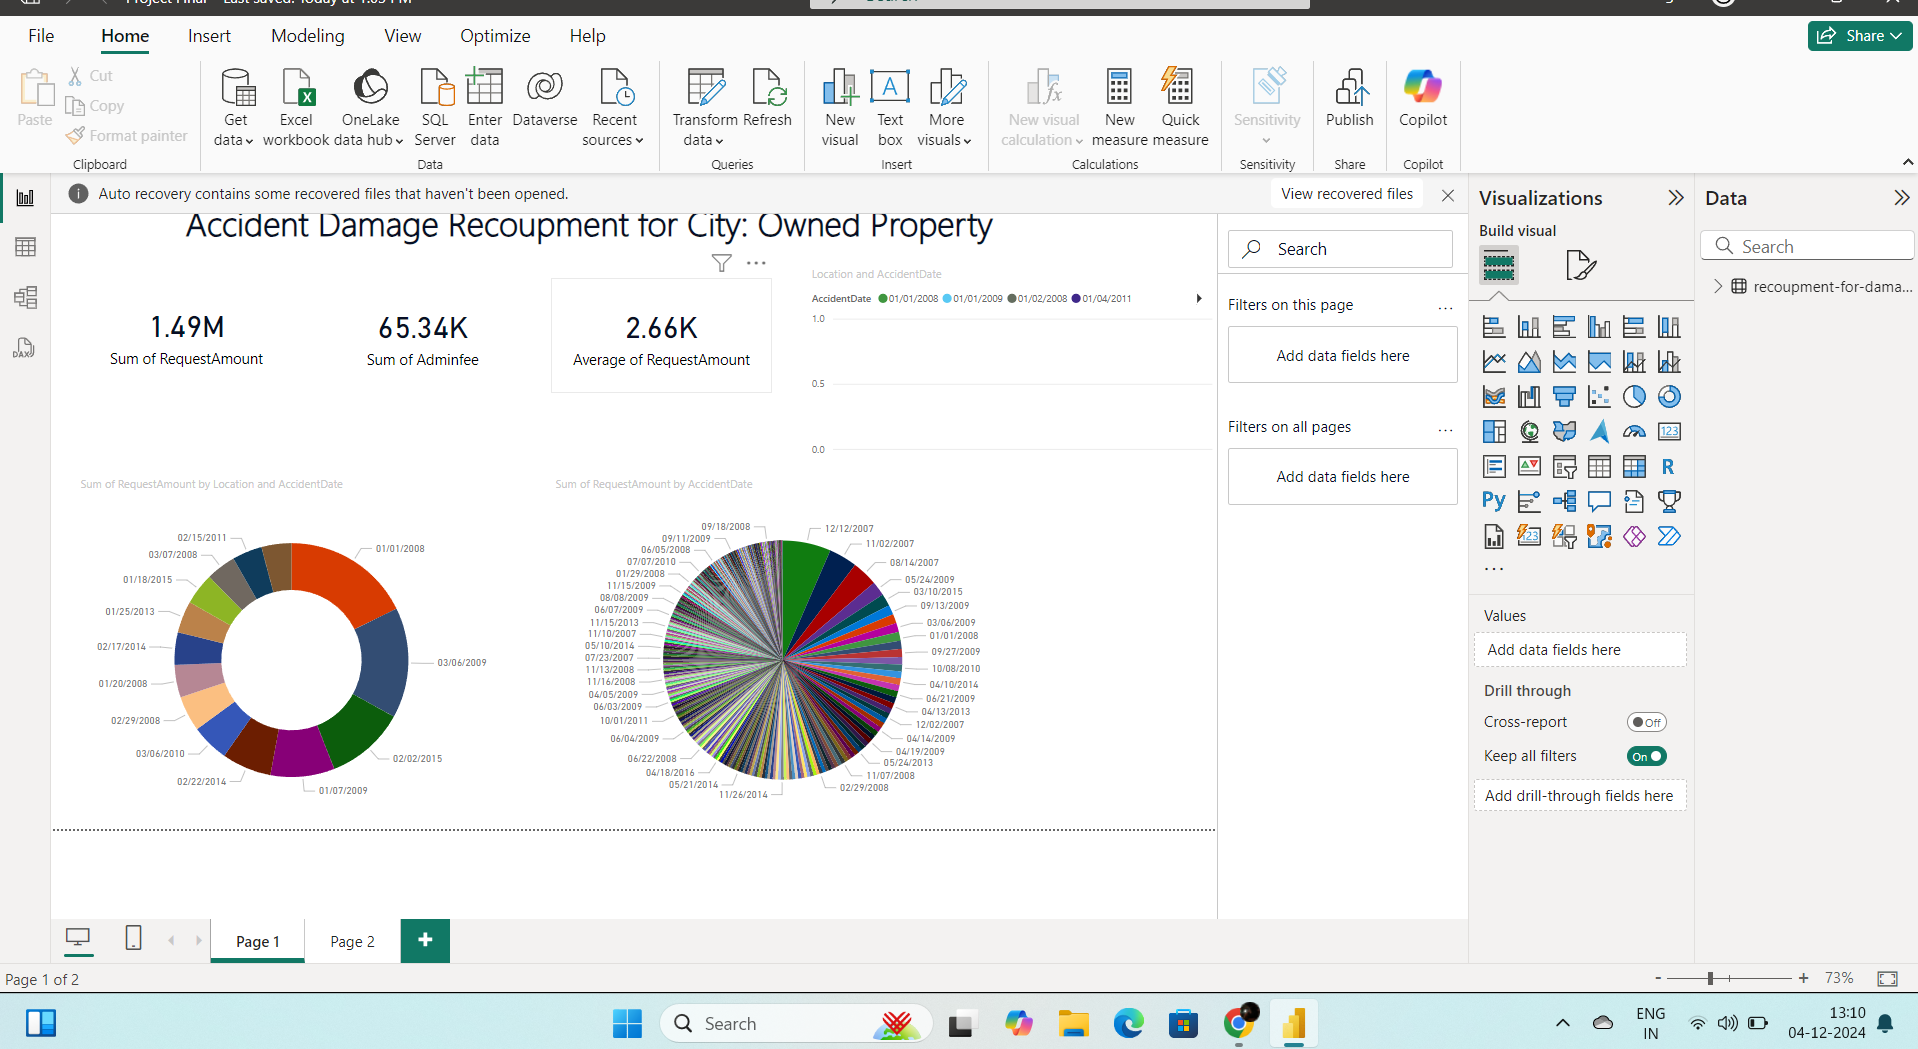 Project Final
Last saved: Today at 1:05 PM
Search
File Home Insert Modeling View Optimize Help
Share
Paste
Cut
Copy
Format painter
Clipboard
Get data
Excel workbook
OneLake data hub
SQL Server
Enter data
Dataverse
Recent sources
Data
Transform data
Refresh
Queries
New visual
Text box
More visuals
Insert
New visual calculation
New measure
Quick measure
Calculations
Sensitivity
Sensitivity
Publish
Share
Copilot
Copilot
Auto recovery contains some recovered files that haven't been opened.
View recovered files
Accident Damage Recoupment for City: Owned Property
1.49M
Sum of RequestAmount
65.34K
Sum of Adminfee
2.66K
Average of RequestAmount
Location and AccidentDate
AccidentDate 01/01/2008 01/01/2009 01/02/2008 01/04/2011
1.0
0.5
0.0
Sum of RequestAmount by Location and AccidentDate
02/15/2011
01/01/2008
03/07/2008
01/18/2015
01/25/2013
02/17/2014
03/06/2009
01/20/2008
02/29/2008
03/06/2010
02/02/2015
02/22/2014
01/07/2009
Sum of RequestAmount by AccidentDate
09/18/2008
12/12/2007
09/11/2009
11/02/2007
06/05/2008
07/07/2010
08/14/2007
01/29/2008
05/24/2009
11/15/2009
03/10/2015
08/08/2009
09/13/2009
06/07/2009
03/06/2009
11/15/2013
01/01/2008
11/10/2007
05/10/2014
09/27/2009
07/23/2007
11/13/2008
10/08/2010
11/16/2008
04/10/2014
04/05/2009
06/21/2009
06/03/2009
04/13/2013
10/01/2011
12/02/2007
06/04/2009
04/14/2009
04/19/2009
06/22/2008
05/24/2013
04/18/2016
11/07/2008
05/21/2014
02/29/2008
11/26/2014
Search
Filters on this page
...
Add data fields here
Filters on all pages
...
Add data fields here
Visualizations
Build visual
123
R
Py
123
...
Values
Add data fields here
Drill through
Cross-report
Off
Keep all filters
On
Add drill-through fields here
Data
Search
recoupment-for-dama...
Page 1
Page 2
+
Page 1 of 2
- + 73%
Search
ENG
IN
13:10
04-12-2024